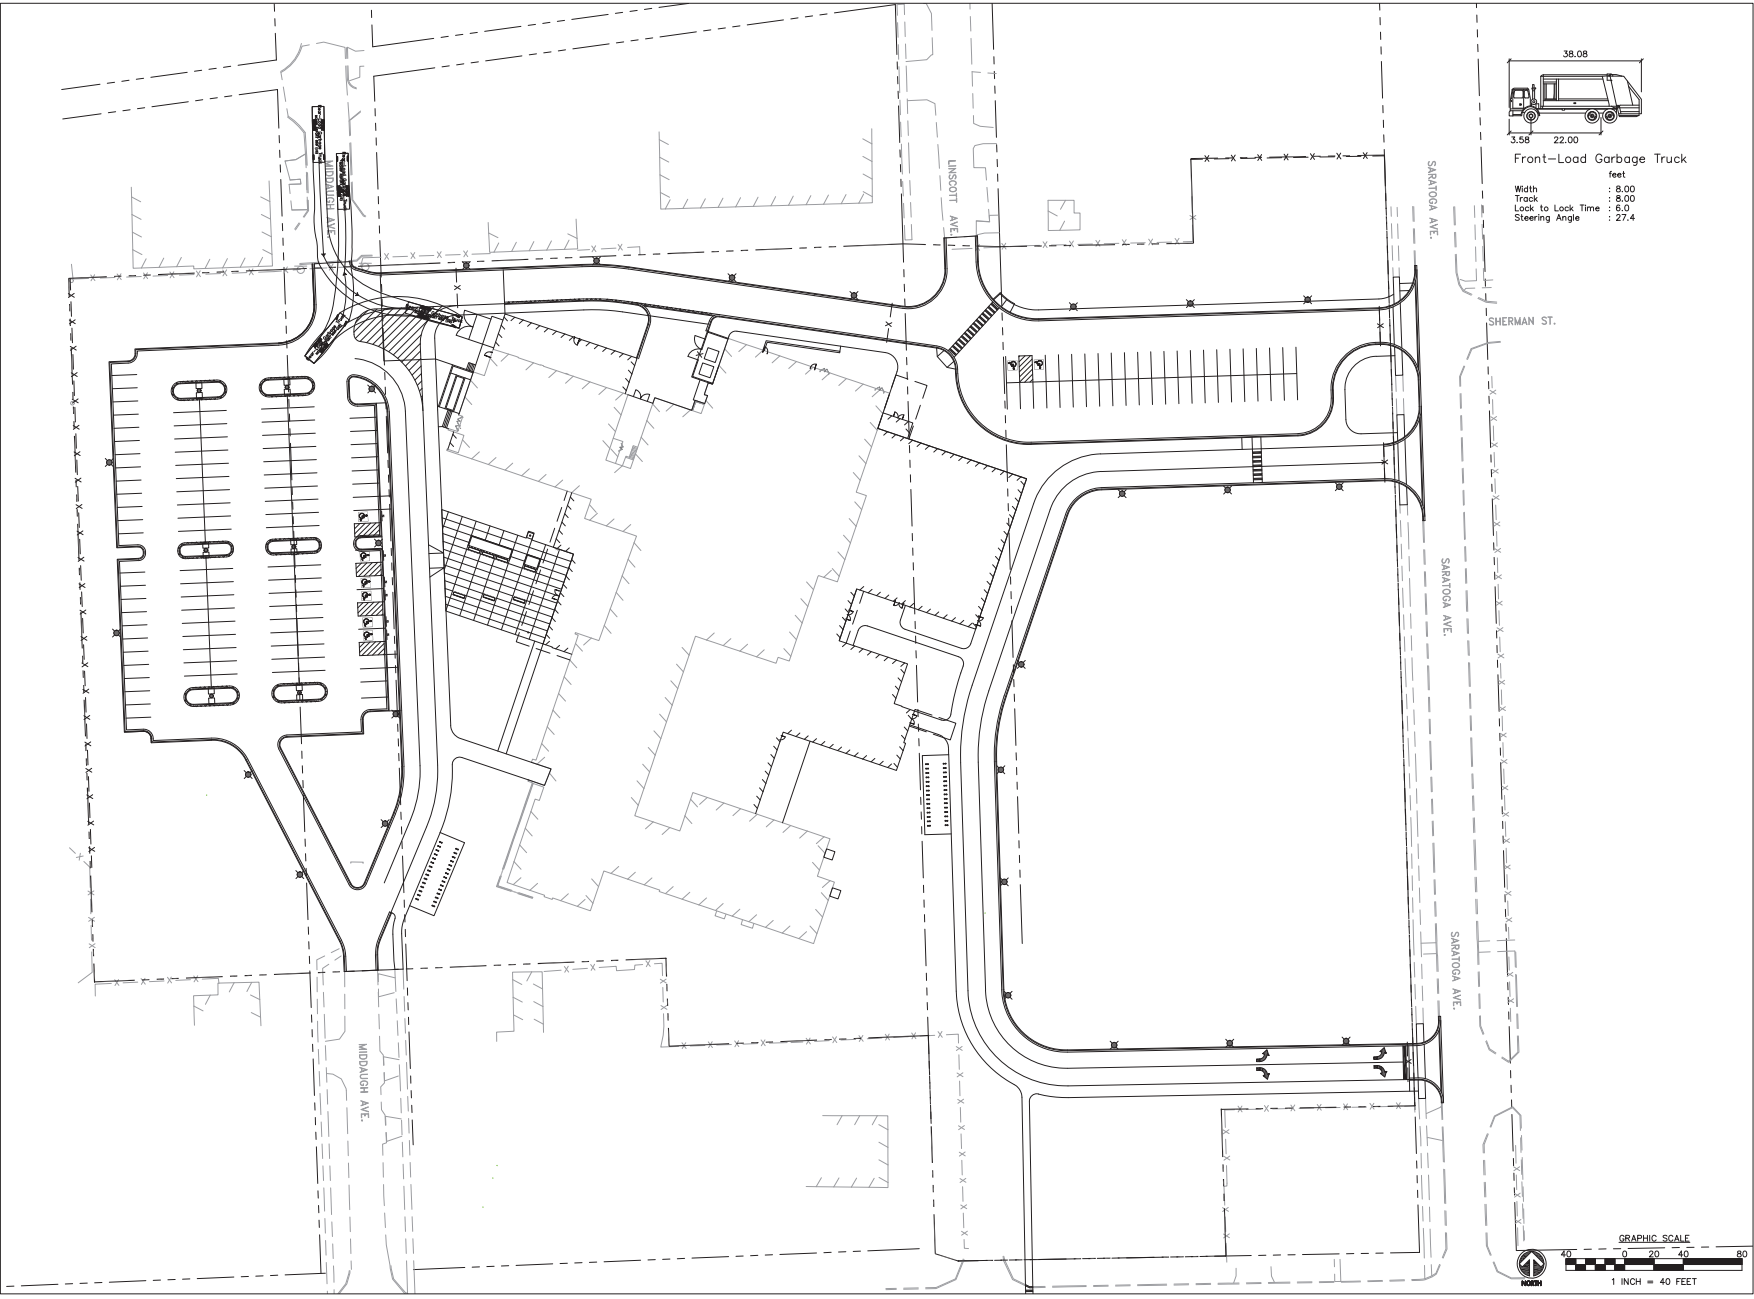 38.08
3.58 22.00
Front-Load Garbage Truck
feet
Width : 8.00
Track : 8.00
Lock to Lock Time : 6.0
Steering Angle : 27.4
MIDDAUGH AVE.
LINSCOTT AVE.
SARATOGA AVE.
SHERMAN ST.
SARATOGA AVE.
SARATOGA AVE.
MIDDAUGH AVE.
NORTH
GRAPHIC SCALE
40 0 20 40 80
1 INCH = 40 FEET